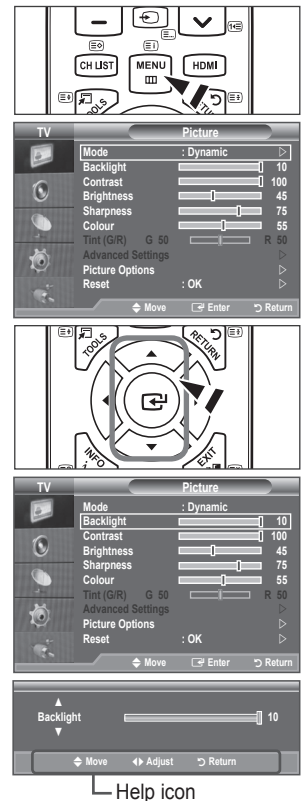 CH LIST MENU HDMI
TOOLS RETURN
TV Picture
Mode : Dynamic
Backlight 10
Contrast 100
Brightness 45
Sharpness 75
Colour 55
Tint (G/R) G 50 R 50
Advanced Settings
Picture Options
Reset : OK
Move Enter Return
TOOLS RETURN
INFO EXIT
TV Picture
Mode : Dynamic
Backlight 10
Contrast 100
Brightness 45
Sharpness 75
Colour 55
Tint (G/R) G 50 R 50
Advanced Settings
Picture Options
Reset : OK
Move Enter Return
Backlight 10
Move Adjust Return
Help icon